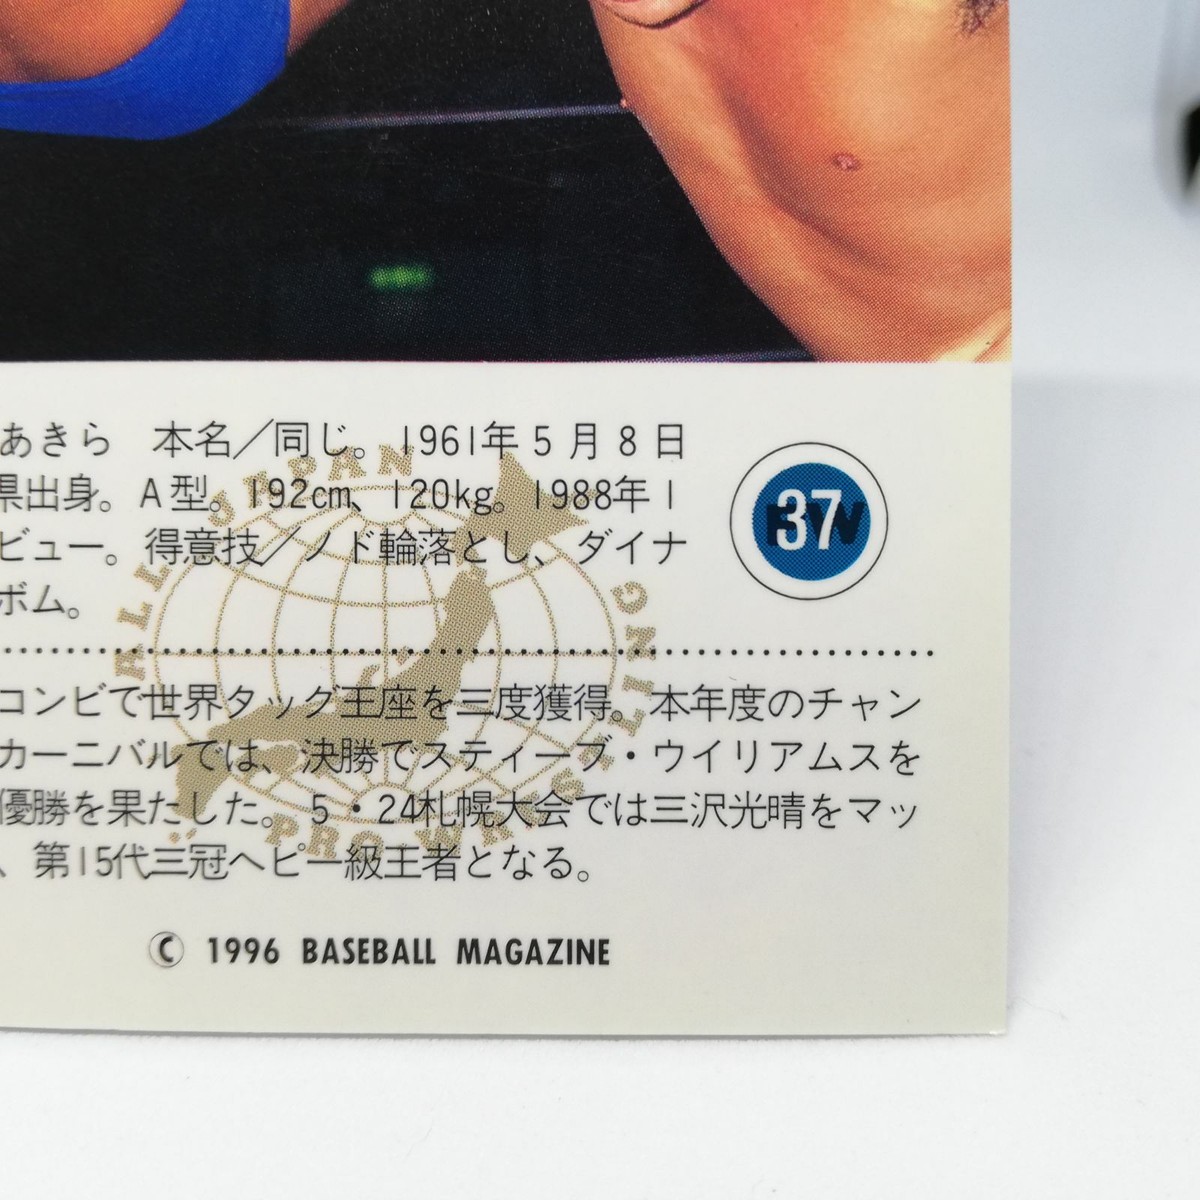 あきら 本名／同じ。1961年5月8日
県出身。A型。192cm、120kg。1988年1
ビュー。得意技／ノド輪落とし、ダイナ
ボム。
37
コンビで世界タッグ王座を三度獲得。本年度のチャン
カーニバルでは、決勝でスティーブ・ウイリアムスを
優勝を果たした。5・24札幌大会では三沢光晴をマッ
、第15代三冠ヘビー級王者となる。
ALL JAPAN
PRO-WRESTLING
© 1996 BASEBALL MAGAZINE